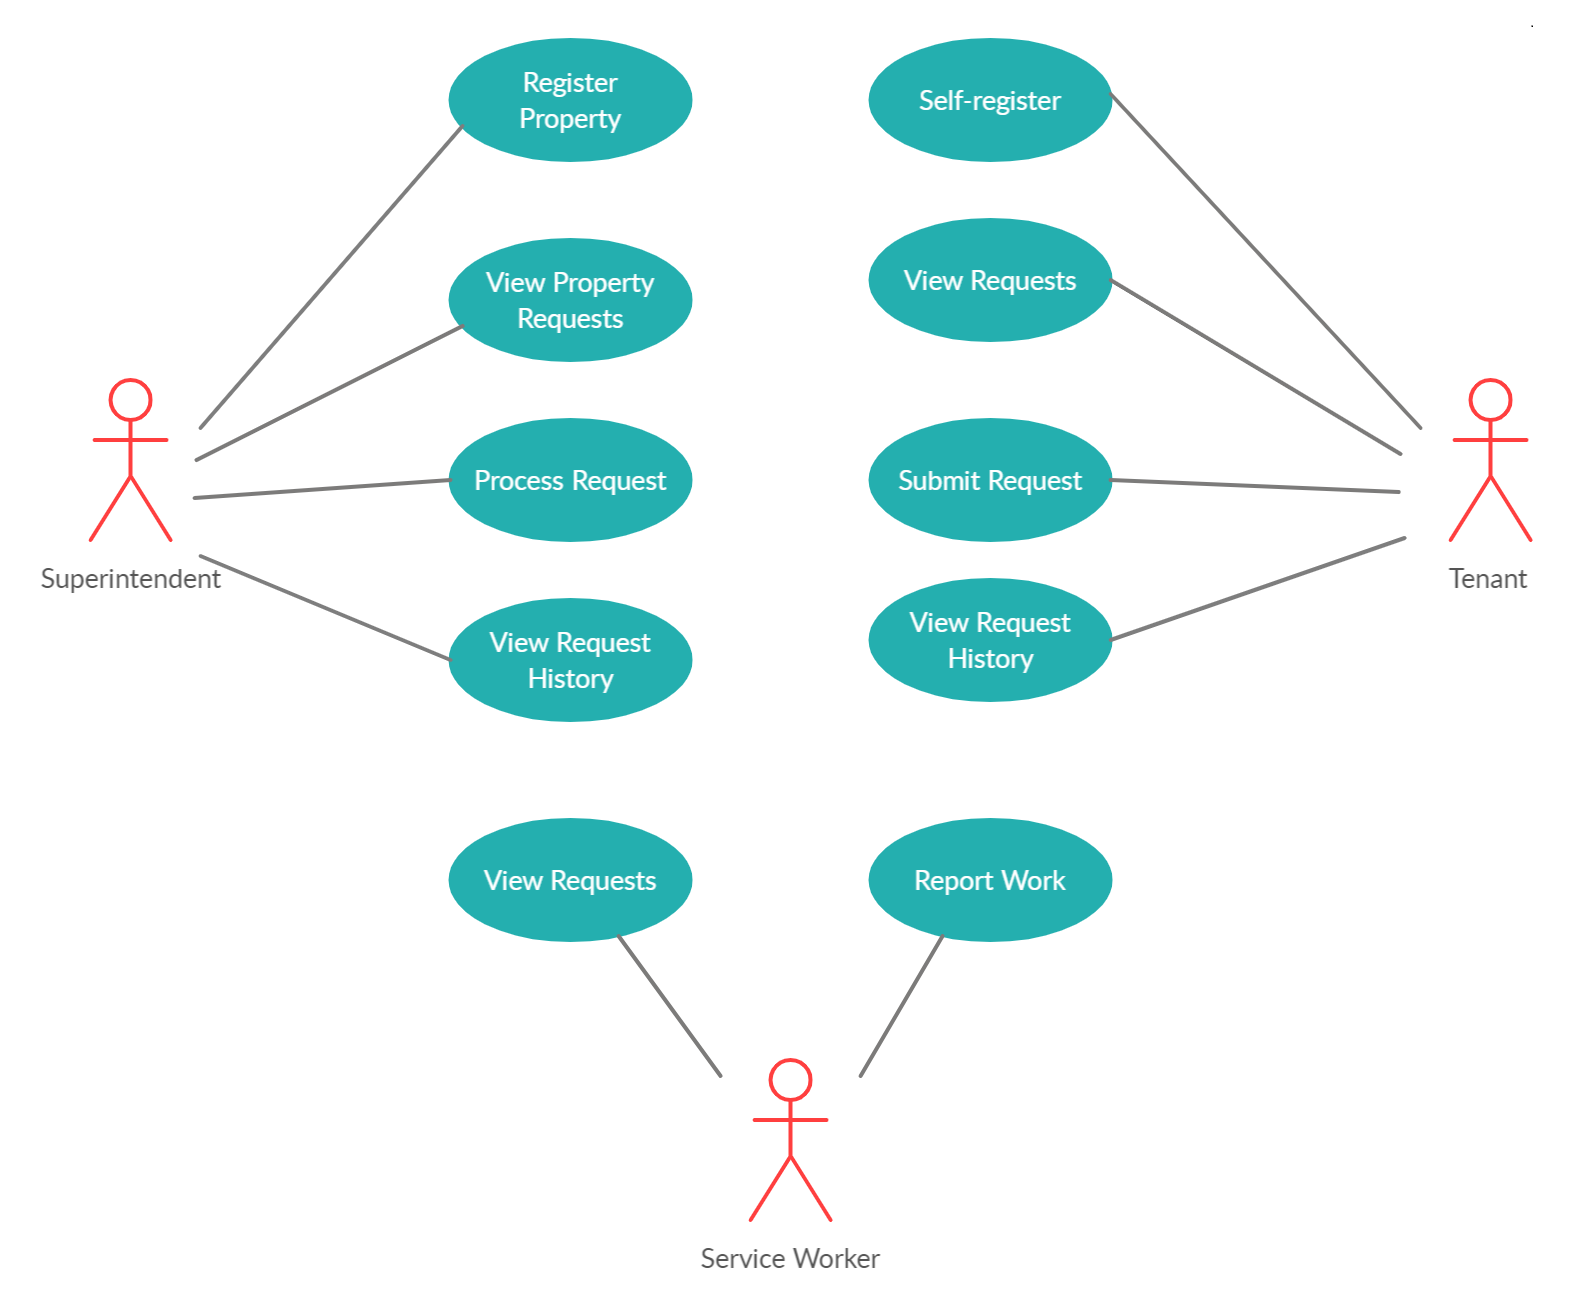 Register
Property
Self-register
View Property
Requests
View Requests
Process Request
Submit Request
Superintendent
Tenant
View Request
History
View Request
History
View Requests
Report Work
Service Worker